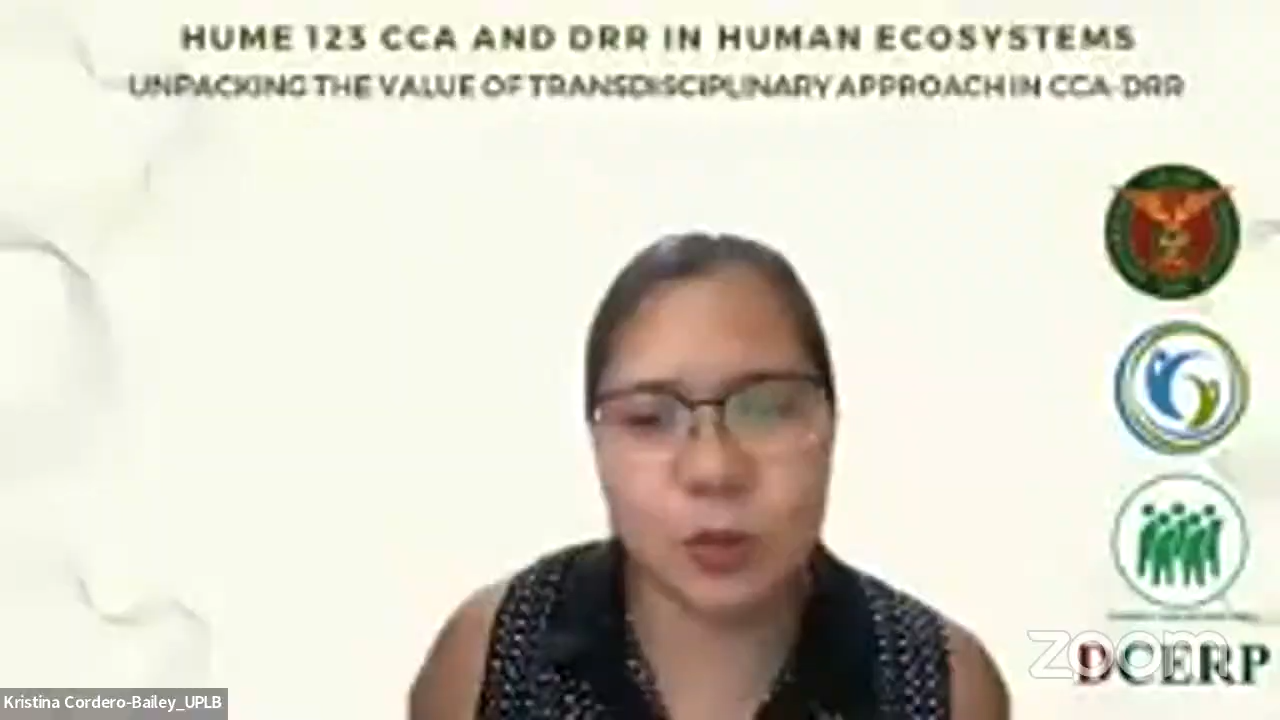 HUME 123 CCA AND DRR IN HUMAN ECOSYSTEMS
UNPACKING THE VALUE OF TRANSDISCIPLINARY APPROACH IN CCA-DRR
zoom
DCERP
Kristina Cordero-Bailey_UPLB